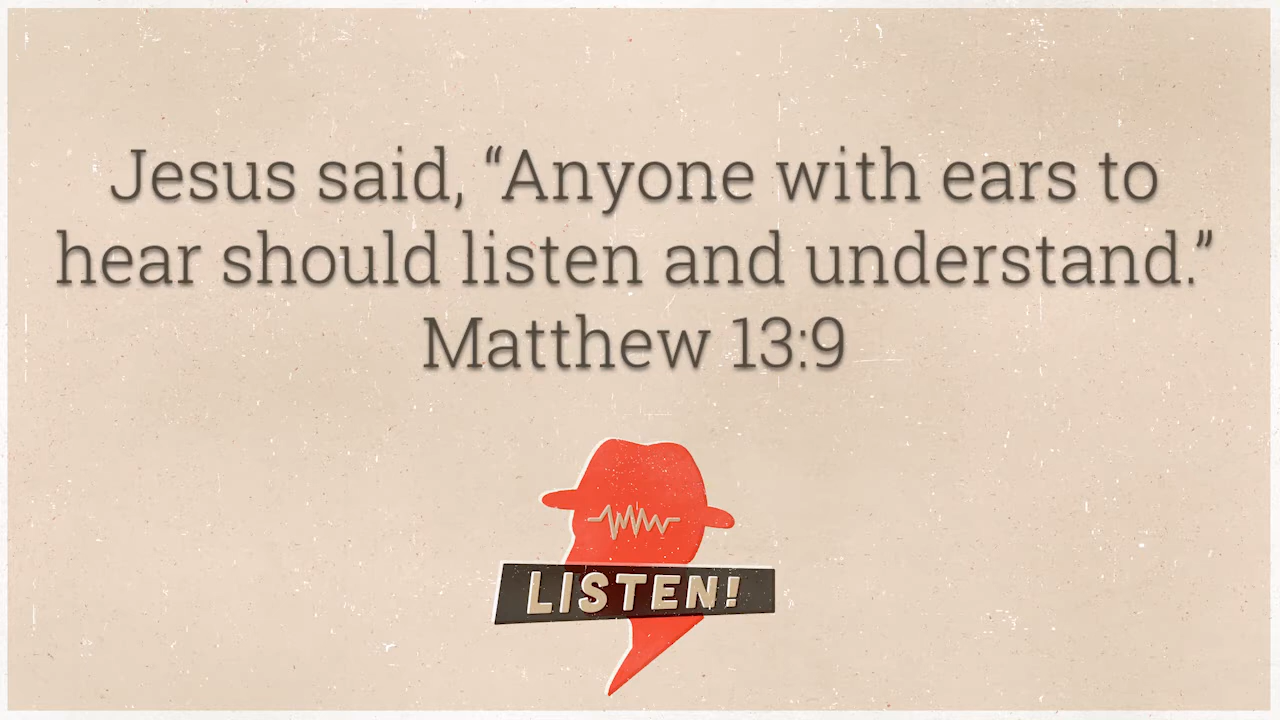 Jesus said, “Anyone with ears to
hear should listen and understand.”
Matthew 13:9
LISTEN!